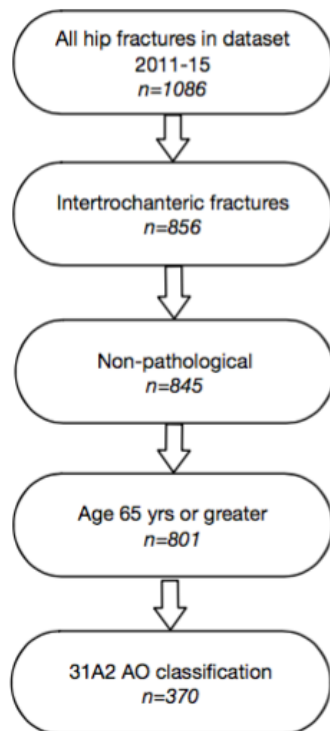 All hip fractures in dataset
2011-15
n=1086
Intertrochanteric fractures
n=856
Non-pathological
n=845
Age 65 yrs or greater
n=801
31A2 AO classification
n=370